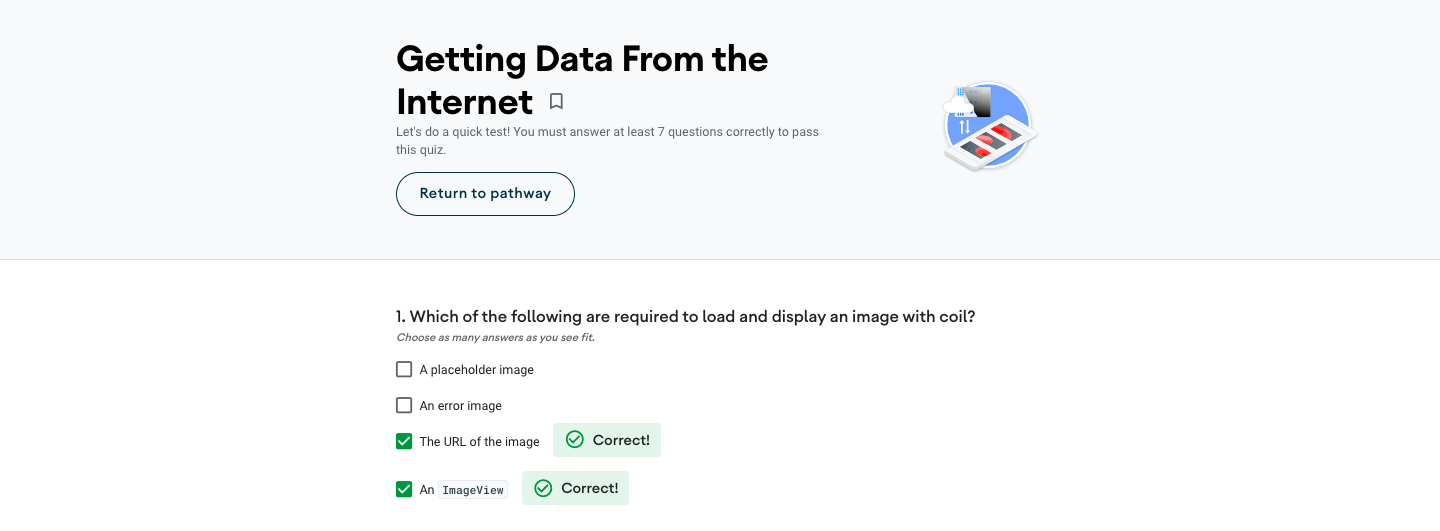 Getting Data From the
Internet
Let's do a quick test! You must answer at least 7 questions correctly to pass
this quiz.
Return to pathway
1. Which of the following are required to load and display an image with coil?
Choose as many answers as you see fit.
A placeholder image
An error image
The URL of the image Correct!
An ImageView Correct!